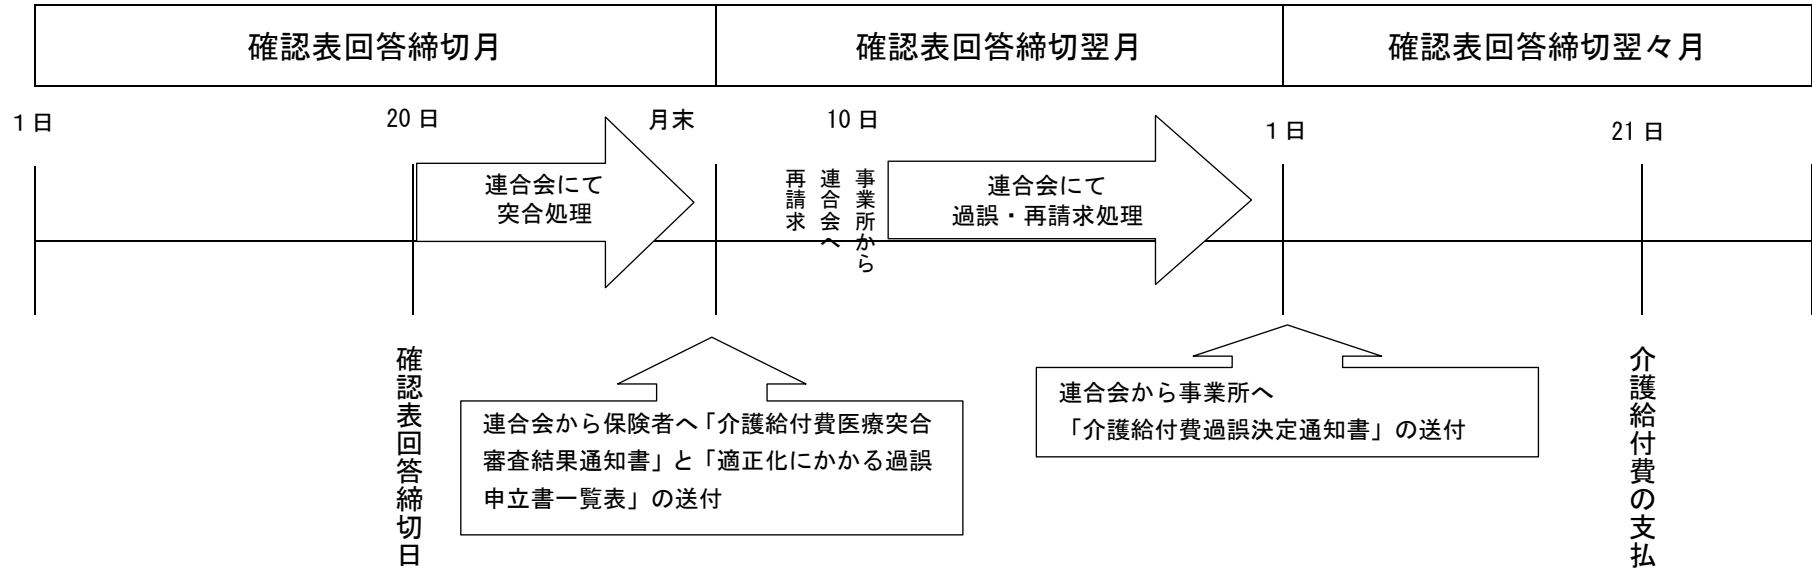 確認表回答締切月
確認表回答締切翌月
確認表回答締切翌々月
1日
20日
月末
10日
1日
21日
連合会にて
突合処理
事業所から
連合会へ
再請求
連合会にて
過誤・再請求処理
確認表回答締切日
連合会から保険者へ「介護給付費医療突合
審査結果通知書」と「適正化にかかる過誤
申立書一覧表」の送付
連合会から事業所へ
「介護給付費過誤決定通知書」の送付
介護給付費の支払